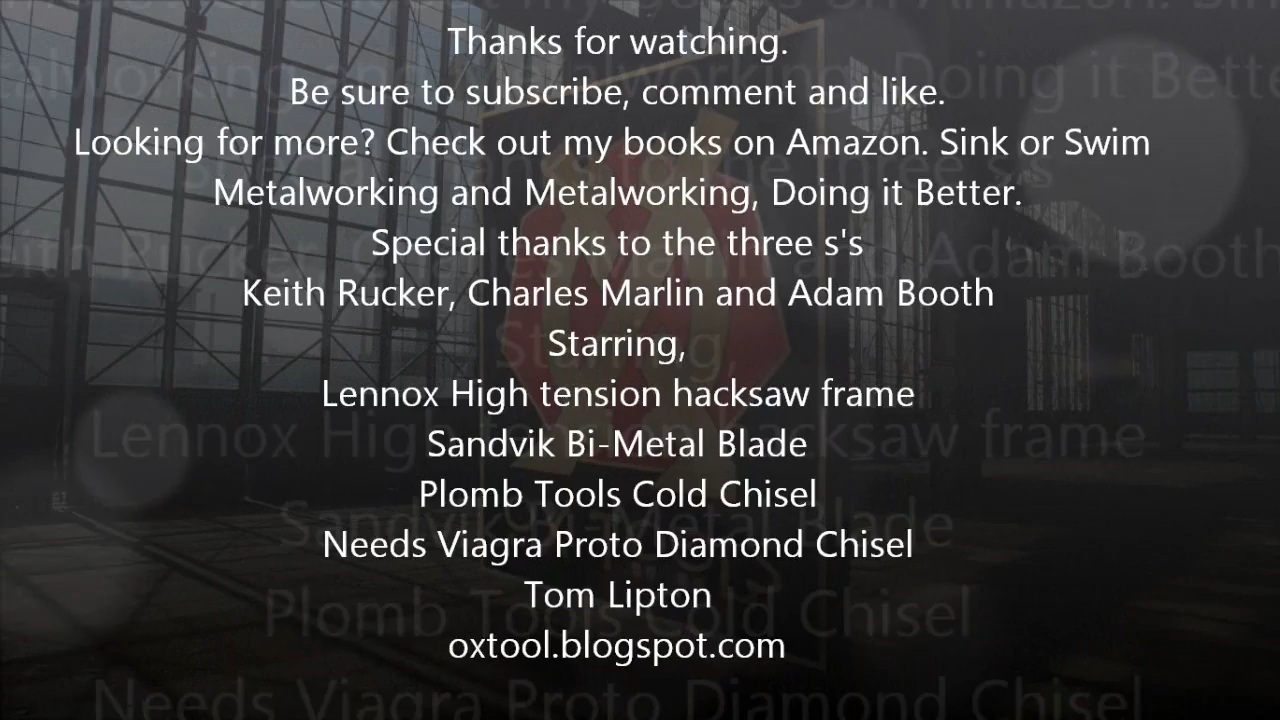 Thanks for watching.
Be sure to subscribe, comment and like.
Looking for more? Check out my books on Amazon. Sink or Swim
Metalworking and Metalworking, Doing it Better.
Special thanks to the three s's
Keith Rucker, Charles Marlin and Adam Booth
Starring,
Lennox High tension hacksaw frame
Sandvik Bi-Metal Blade
Plomb Tools Cold Chisel
Needs Viagra Proto Diamond Chisel
Tom Lipton
oxtool.blogspot.com